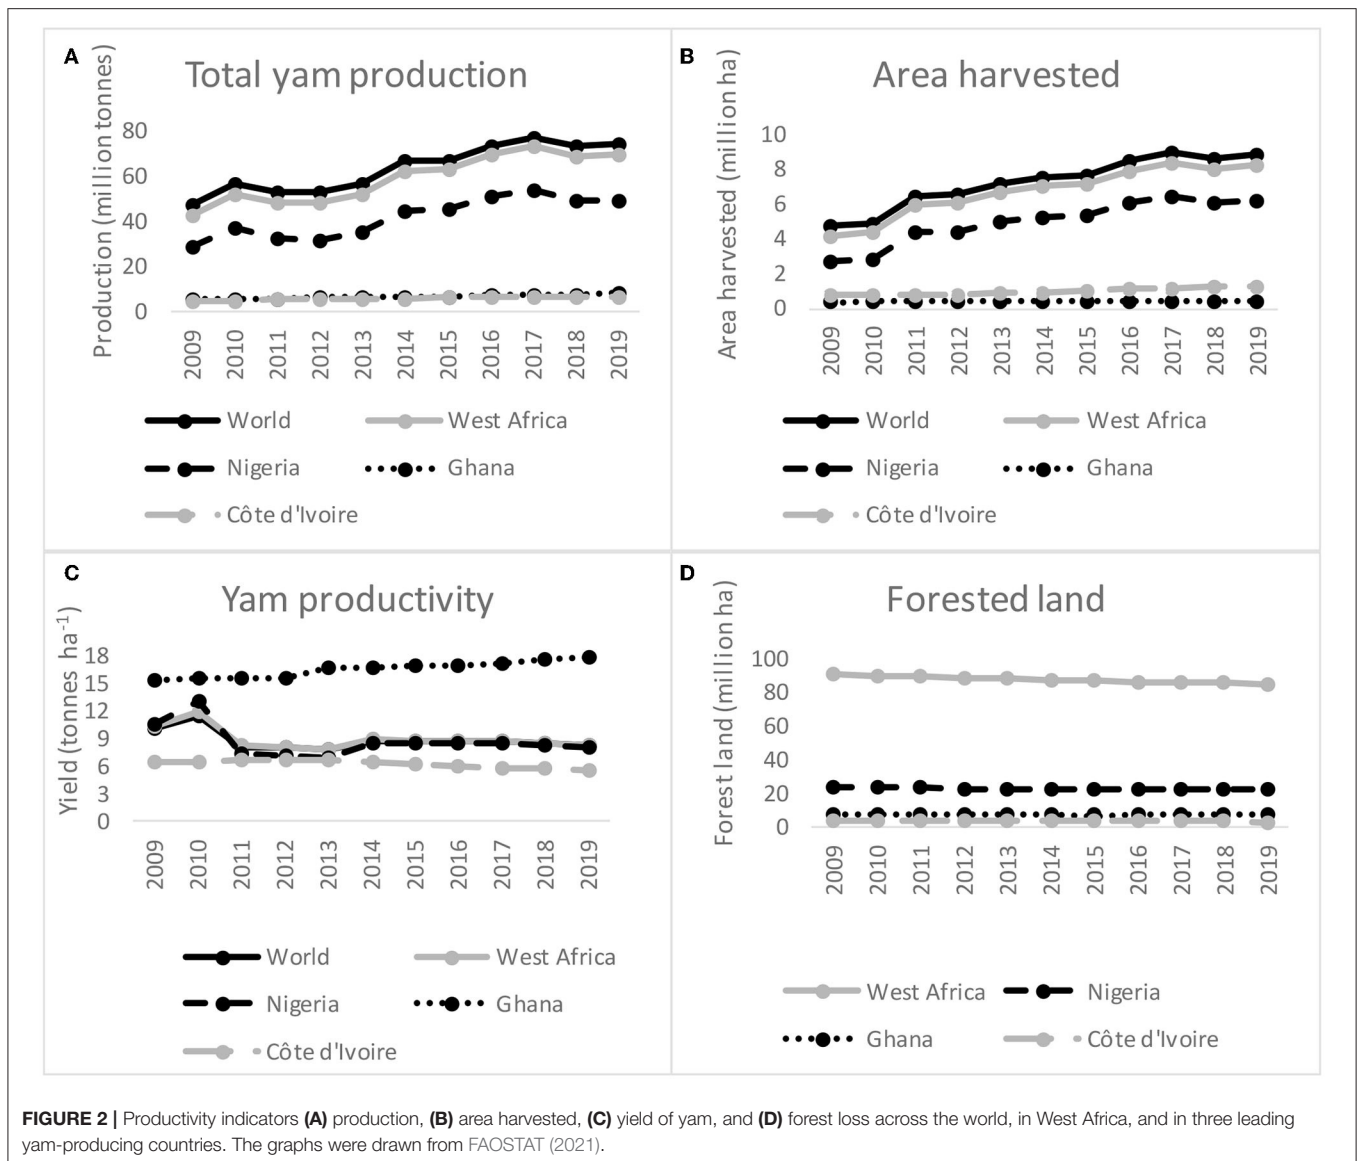 A
Total yam production
Production (million tonnes)
80
60
40
20
0
2009
2010
2011
2012
2013
2014
2015
2016
2017
2018
2019
World
West Africa
Nigeria
Ghana
Côte d'Ivoire
B
Area harvested
Area harvested (million ha)
10
8
6
4
2
0
2009
2010
2011
2012
2013
2014
2015
2016
2017
2018
2019
World
West Africa
Nigeria
Ghana
Côte d'Ivoire
C
Yam productivity
Yield (tonnes ha⁻¹)
18
15
12
9
6
3
0
2009
2010
2011
2012
2013
2014
2015
2016
2017
2018
2019
World
West Africa
Nigeria
Ghana
Côte d'Ivoire
D
Forested land
Forest land (million ha)
100
80
60
40
20
0
2009
2010
2011
2012
2013
2014
2015
2016
2017
2018
2019
West Africa
Nigeria
Ghana
Côte d'Ivoire
FIGURE 2 | Productivity indicators (A) production, (B) area harvested, (C) yield of yam, and (D) forest loss across the world, in West Africa, and in three leading
yam-producing countries. The graphs were drawn from FAOSTAT (2021).